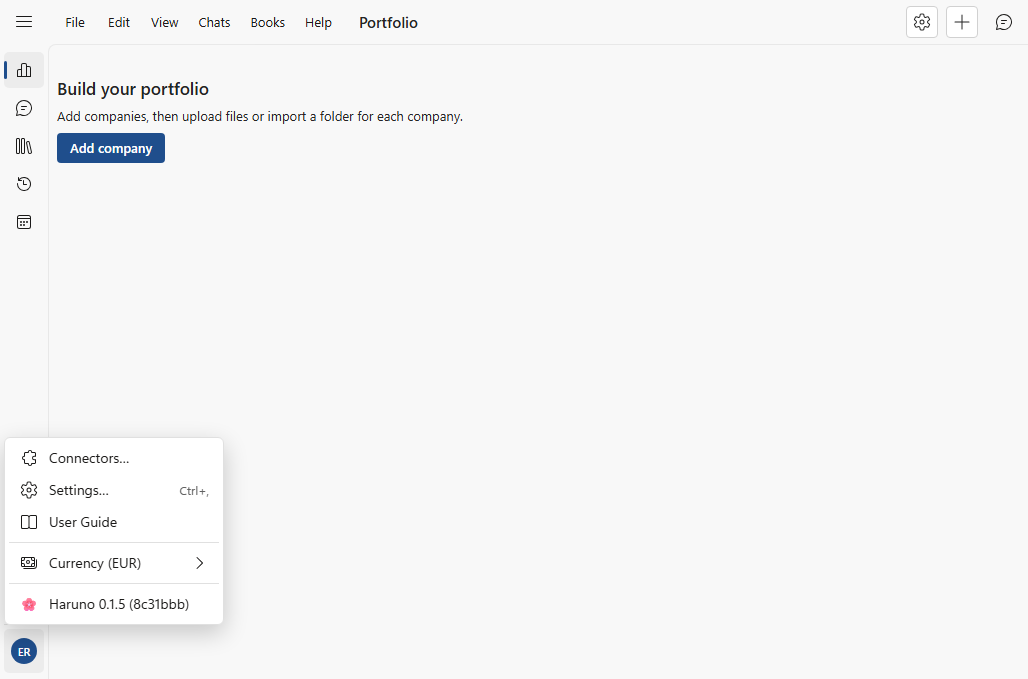 File Edit View Chats Books Help Portfolio
Build your portfolio
Add companies, then upload files or import a folder for each company.
Add company
Connectors...
Settings... Ctrl+,
User Guide
Currency (EUR)
Haruno 0.1.5 (8c31bbb)
ER